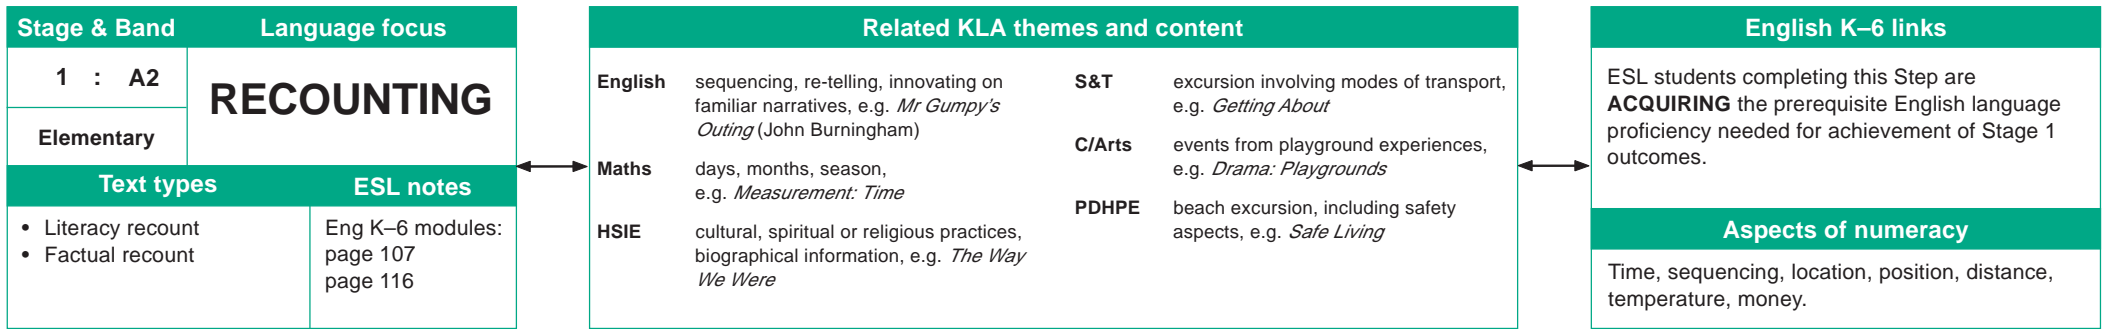 Stage & Band
Language focus
1 : A2
Elementary
RECOUNTING
Text types
ESL notes
• Literacy recount
• Factual recount
Eng K–6 modules:
page 107
page 116
Related KLA themes and content
English
sequencing, re-telling, innovating on
familiar narratives, e.g. Mr Gumpy's
Outing (John Burningham)
Maths
days, months, season,
e.g. Measurement: Time
HSIE
cultural, spiritual or religious practices,
biographical information, e.g. The Way
We Were
S&T
excursion involving modes of transport,
e.g. Getting About
C/Arts
events from playground experiences,
e.g. Drama: Playgrounds
PDHPE
beach excursion, including safety
aspects, e.g. Safe Living
English K–6 links
ESL students completing this Step are
ACQUIRING the prerequisite English language
proficiency needed for achievement of Stage 1
outcomes.
Aspects of numeracy
Time, sequencing, location, position, distance,
temperature, money.